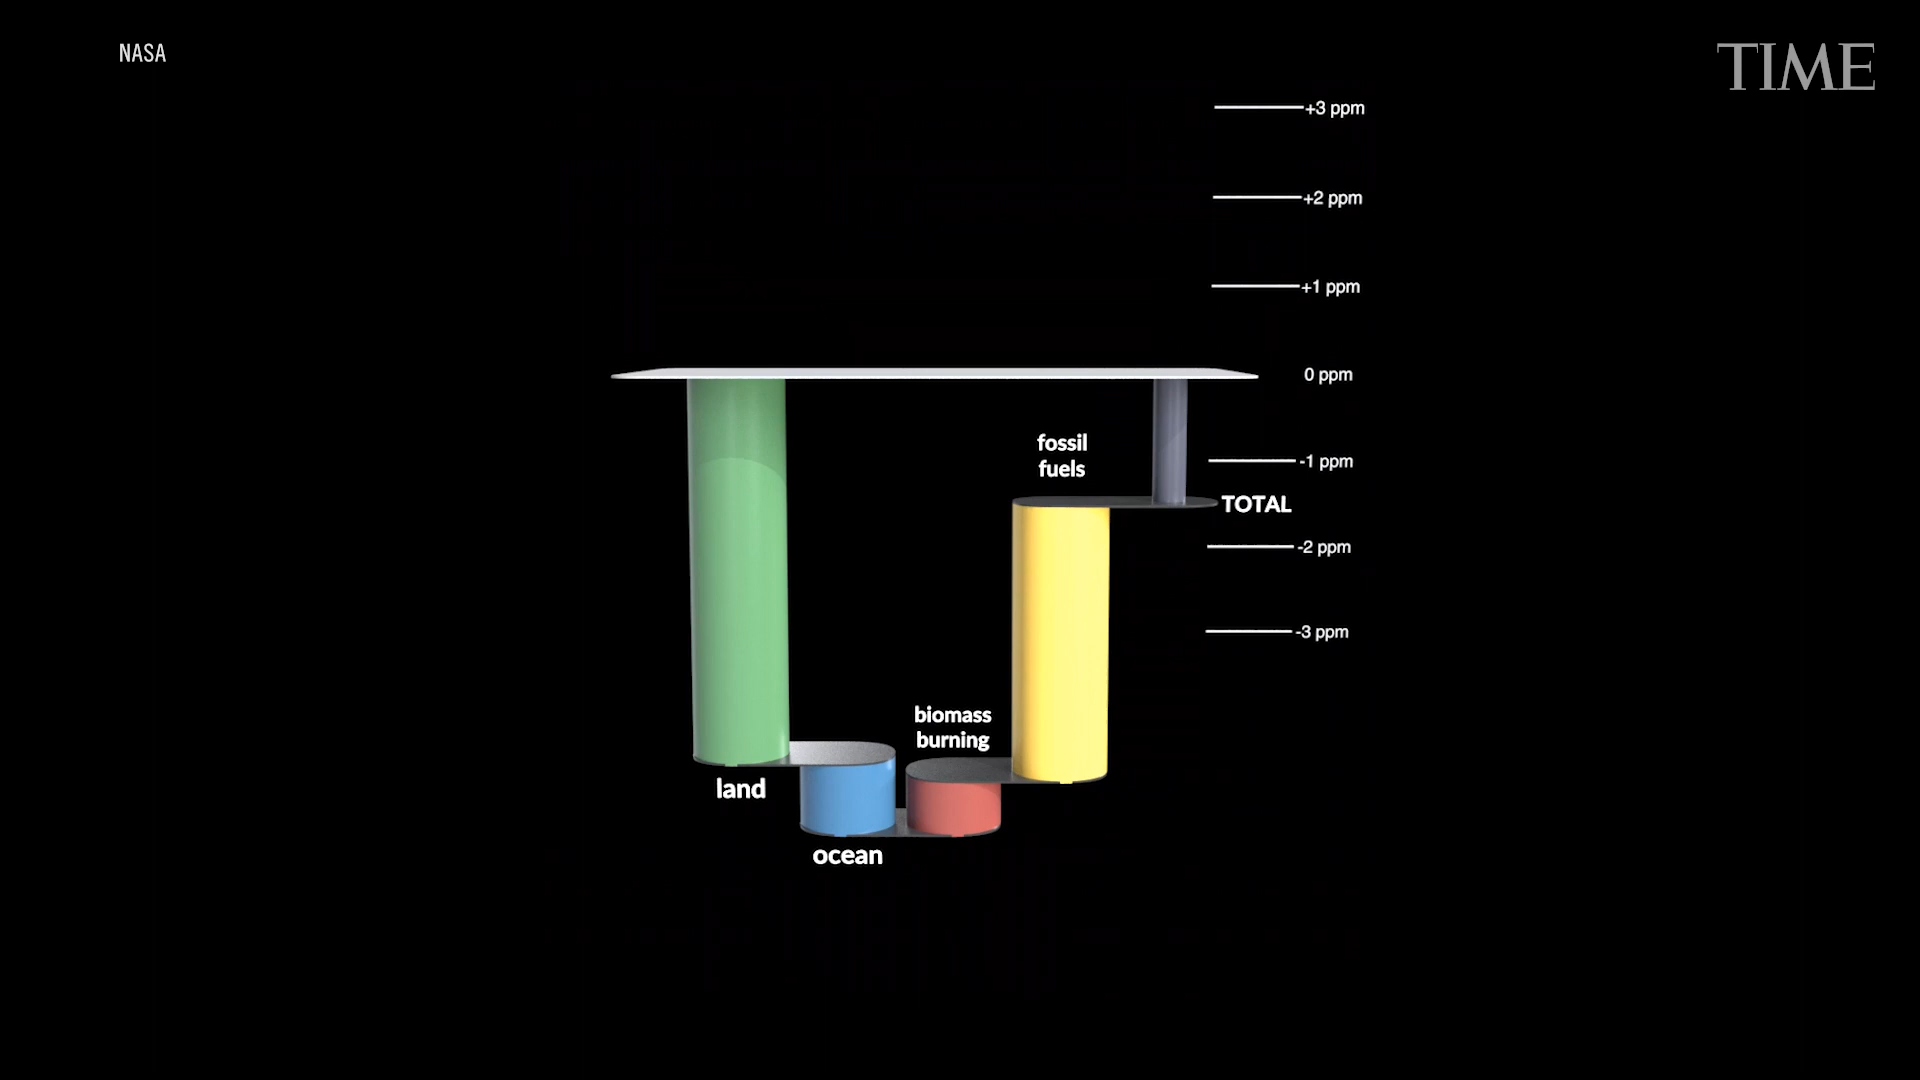 NASA
TIME
+3 ppm
+2 ppm
+1 ppm
0 ppm
fossil
fuels
-1 ppm
TOTAL
-2 ppm
-3 ppm
biomass
burning
land
ocean